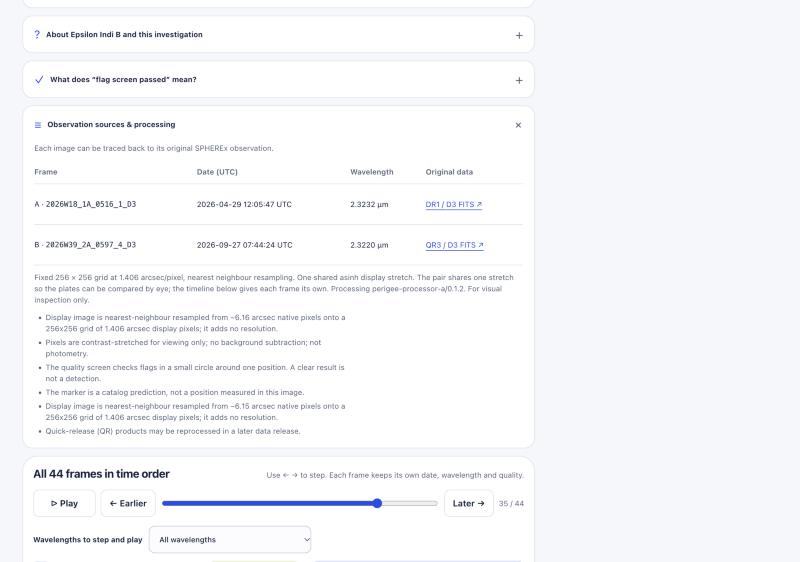 ? About Epsilon Indi B and this investigation +
✓ What does “flag screen passed” mean? +
≡ Observation sources & processing ×
Each image can be traced back to its original SPHEREx observation.
Frame Date (UTC) Wavelength Original data
A · 2026W18_1A_0516_1_D3 2026-04-29 12:05:47 UTC 2.3232 µm DR1 / D3 FITS ↗
B · 2026W39_2A_0597_4_D3 2026-09-27 07:44:24 UTC 2.3220 µm QR3 / D3 FITS ↗
Fixed 256 × 256 grid at 1.406 arcsec/pixel, nearest neighbour resampling. One shared asinh display stretch. The pair shares one stretch
so the plates can be compared by eye; the timeline below gives each frame its own. Processing perigee-processor-a/0.1.2. For visual
inspection only.
• Display image is nearest-neighbour resampled from ~6.16 arcsec native pixels onto a
256x256 grid of 1.406 arcsec display pixels; it adds no resolution.
• Pixels are contrast-stretched for viewing only; no background subtraction; not
photometry.
• The quality screen checks flags in a small circle around one position. A clear result is
not a detection.
• The marker is a catalog prediction, not a position measured in this image.
• Display image is nearest-neighbour resampled from ~6.15 arcsec native pixels onto a
256x256 grid of 1.406 arcsec display pixels; it adds no resolution.
• Quick-release (QR) products may be reprocessed in a later data release.
All 44 frames in time order Use ← → to step. Each frame keeps its own date, wavelength and quality.
▷ Play ← Earlier Later → 35 / 44
Wavelengths to step and play All wavelengths